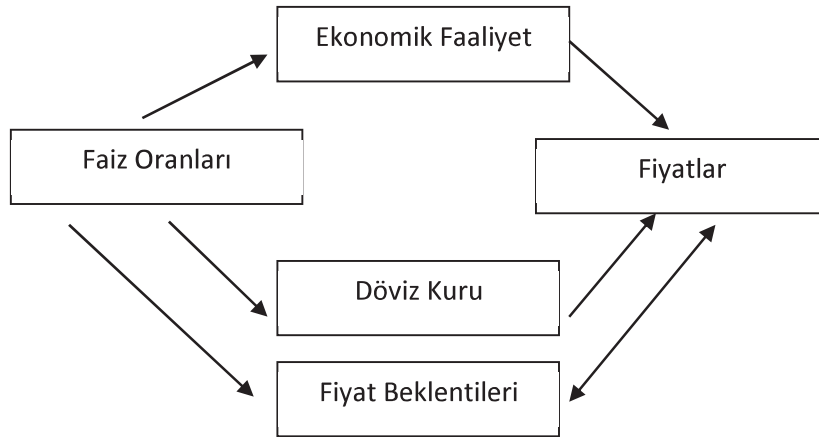 Ekonomik Faaliyet
Faiz Oranları
Fiyatlar
Döviz Kuru
Fiyat Beklentileri